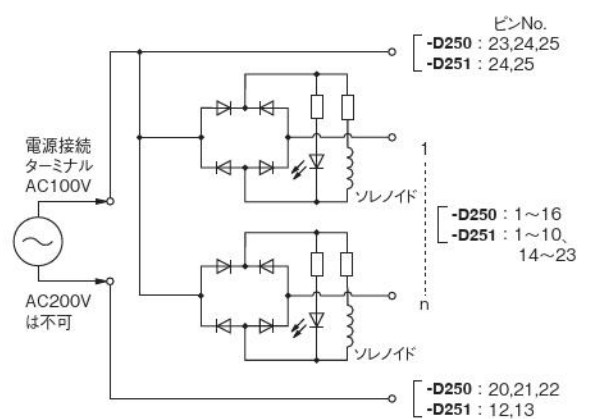 ピンNo.
-D250：23,24,25
-D251：24,25
電源接続
ターミナル
AC100V
1
ソレノイド
-D250：1～16
-D251：1～10、
14～23
AC200V
は不可
n
ソレノイド
-D250：20,21,22
-D251：12,13